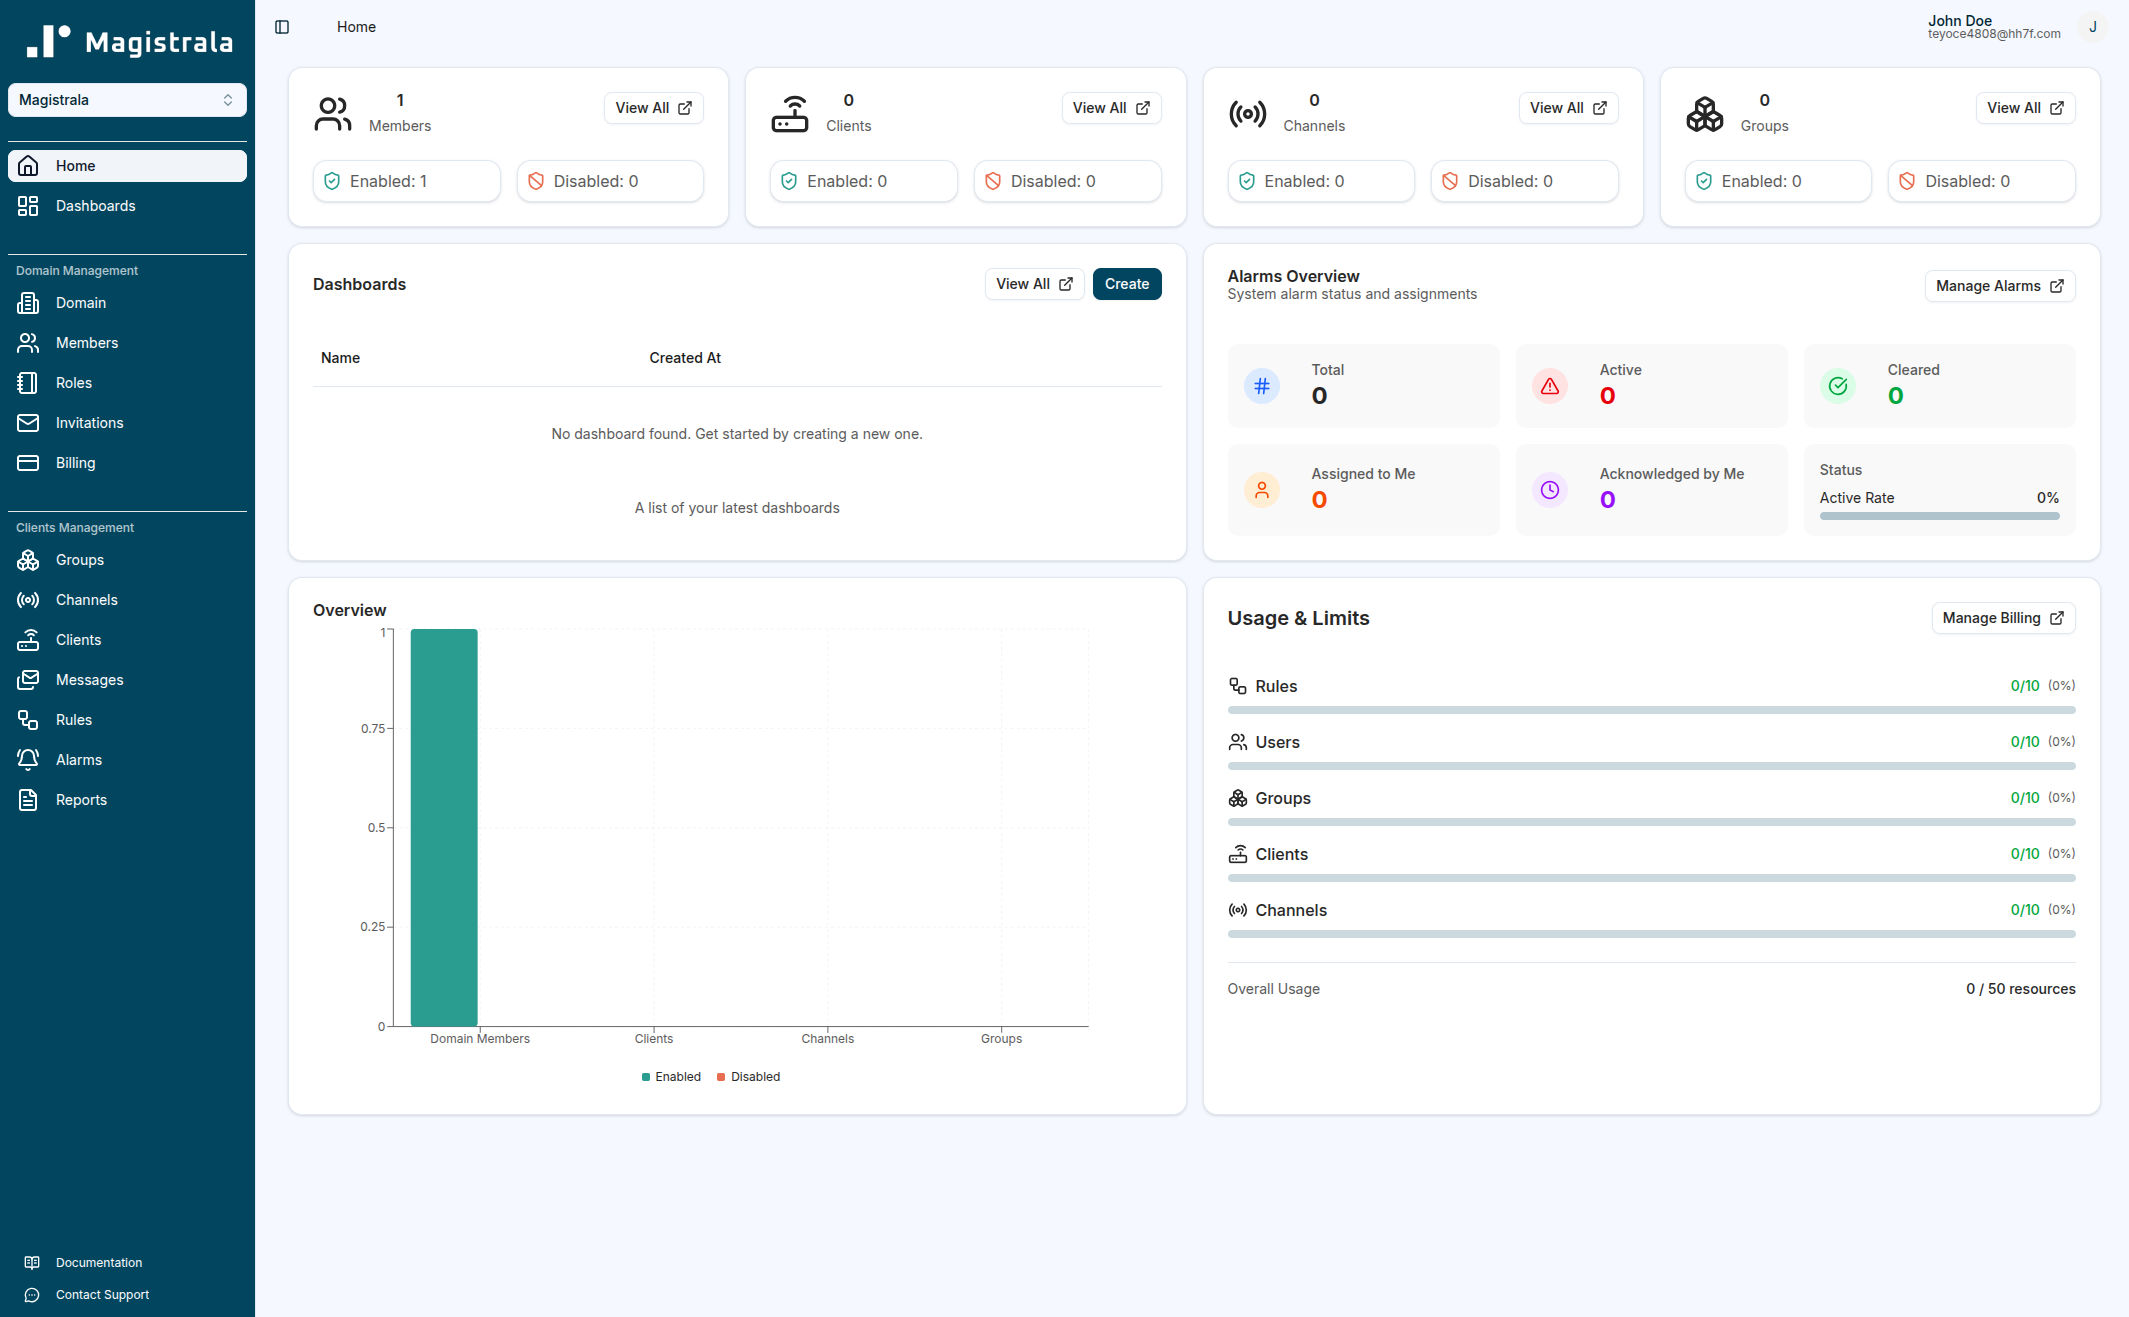 Magistrala
Magistrala
Home
Dashboards
Domain Management
Domain
Members
Roles
Invitations
Billing
Clients Management
Groups
Channels
Clients
Messages
Rules
Alarms
Reports
Documentation
Contact Support
Home
John Doe
teyoce4808@hh7f.com
J
1
Members
View All
Enabled: 1
Disabled: 0
0
Clients
View All
Enabled: 0
Disabled: 0
0
Channels
View All
Enabled: 0
Disabled: 0
0
Groups
View All
Enabled: 0
Disabled: 0
Dashboards
View All
Create
Name Created At
No dashboard found. Get started by creating a new one.
A list of your latest dashboards
Alarms Overview
System alarm status and assignments
Manage Alarms
Total
0
Active
0
Cleared
0
Assigned to Me
0
Acknowledged by Me
0
Status
Active Rate 0%
Overview
1
0.75
0.5
0.25
0
Domain Members Clients Channels Groups
Enabled Disabled
Usage & Limits
Manage Billing
Rules 0/10 (0%)
Users 0/10 (0%)
Groups 0/10 (0%)
Clients 0/10 (0%)
Channels 0/10 (0%)
Overall Usage 0 / 50 resources